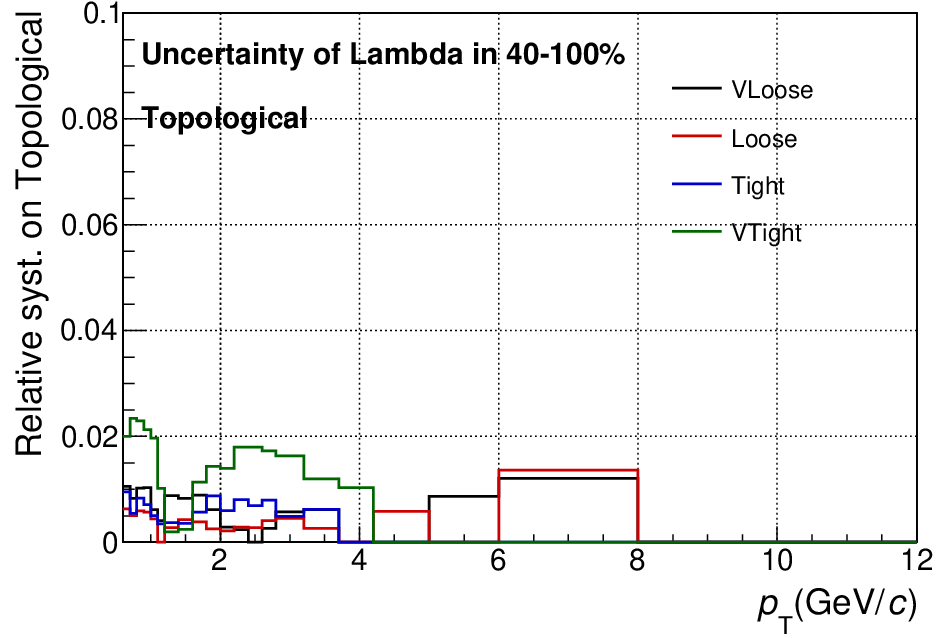 Uncertainty of Lambda in 40-100%
Topological
VLoose
Loose
Tight
VTight
Relative syst. on Topological
0.1
0.08
0.06
0.04
0.02
0
2
4
6
8
10
12
p_T(GeV/c)